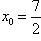 x₀ = 7/2